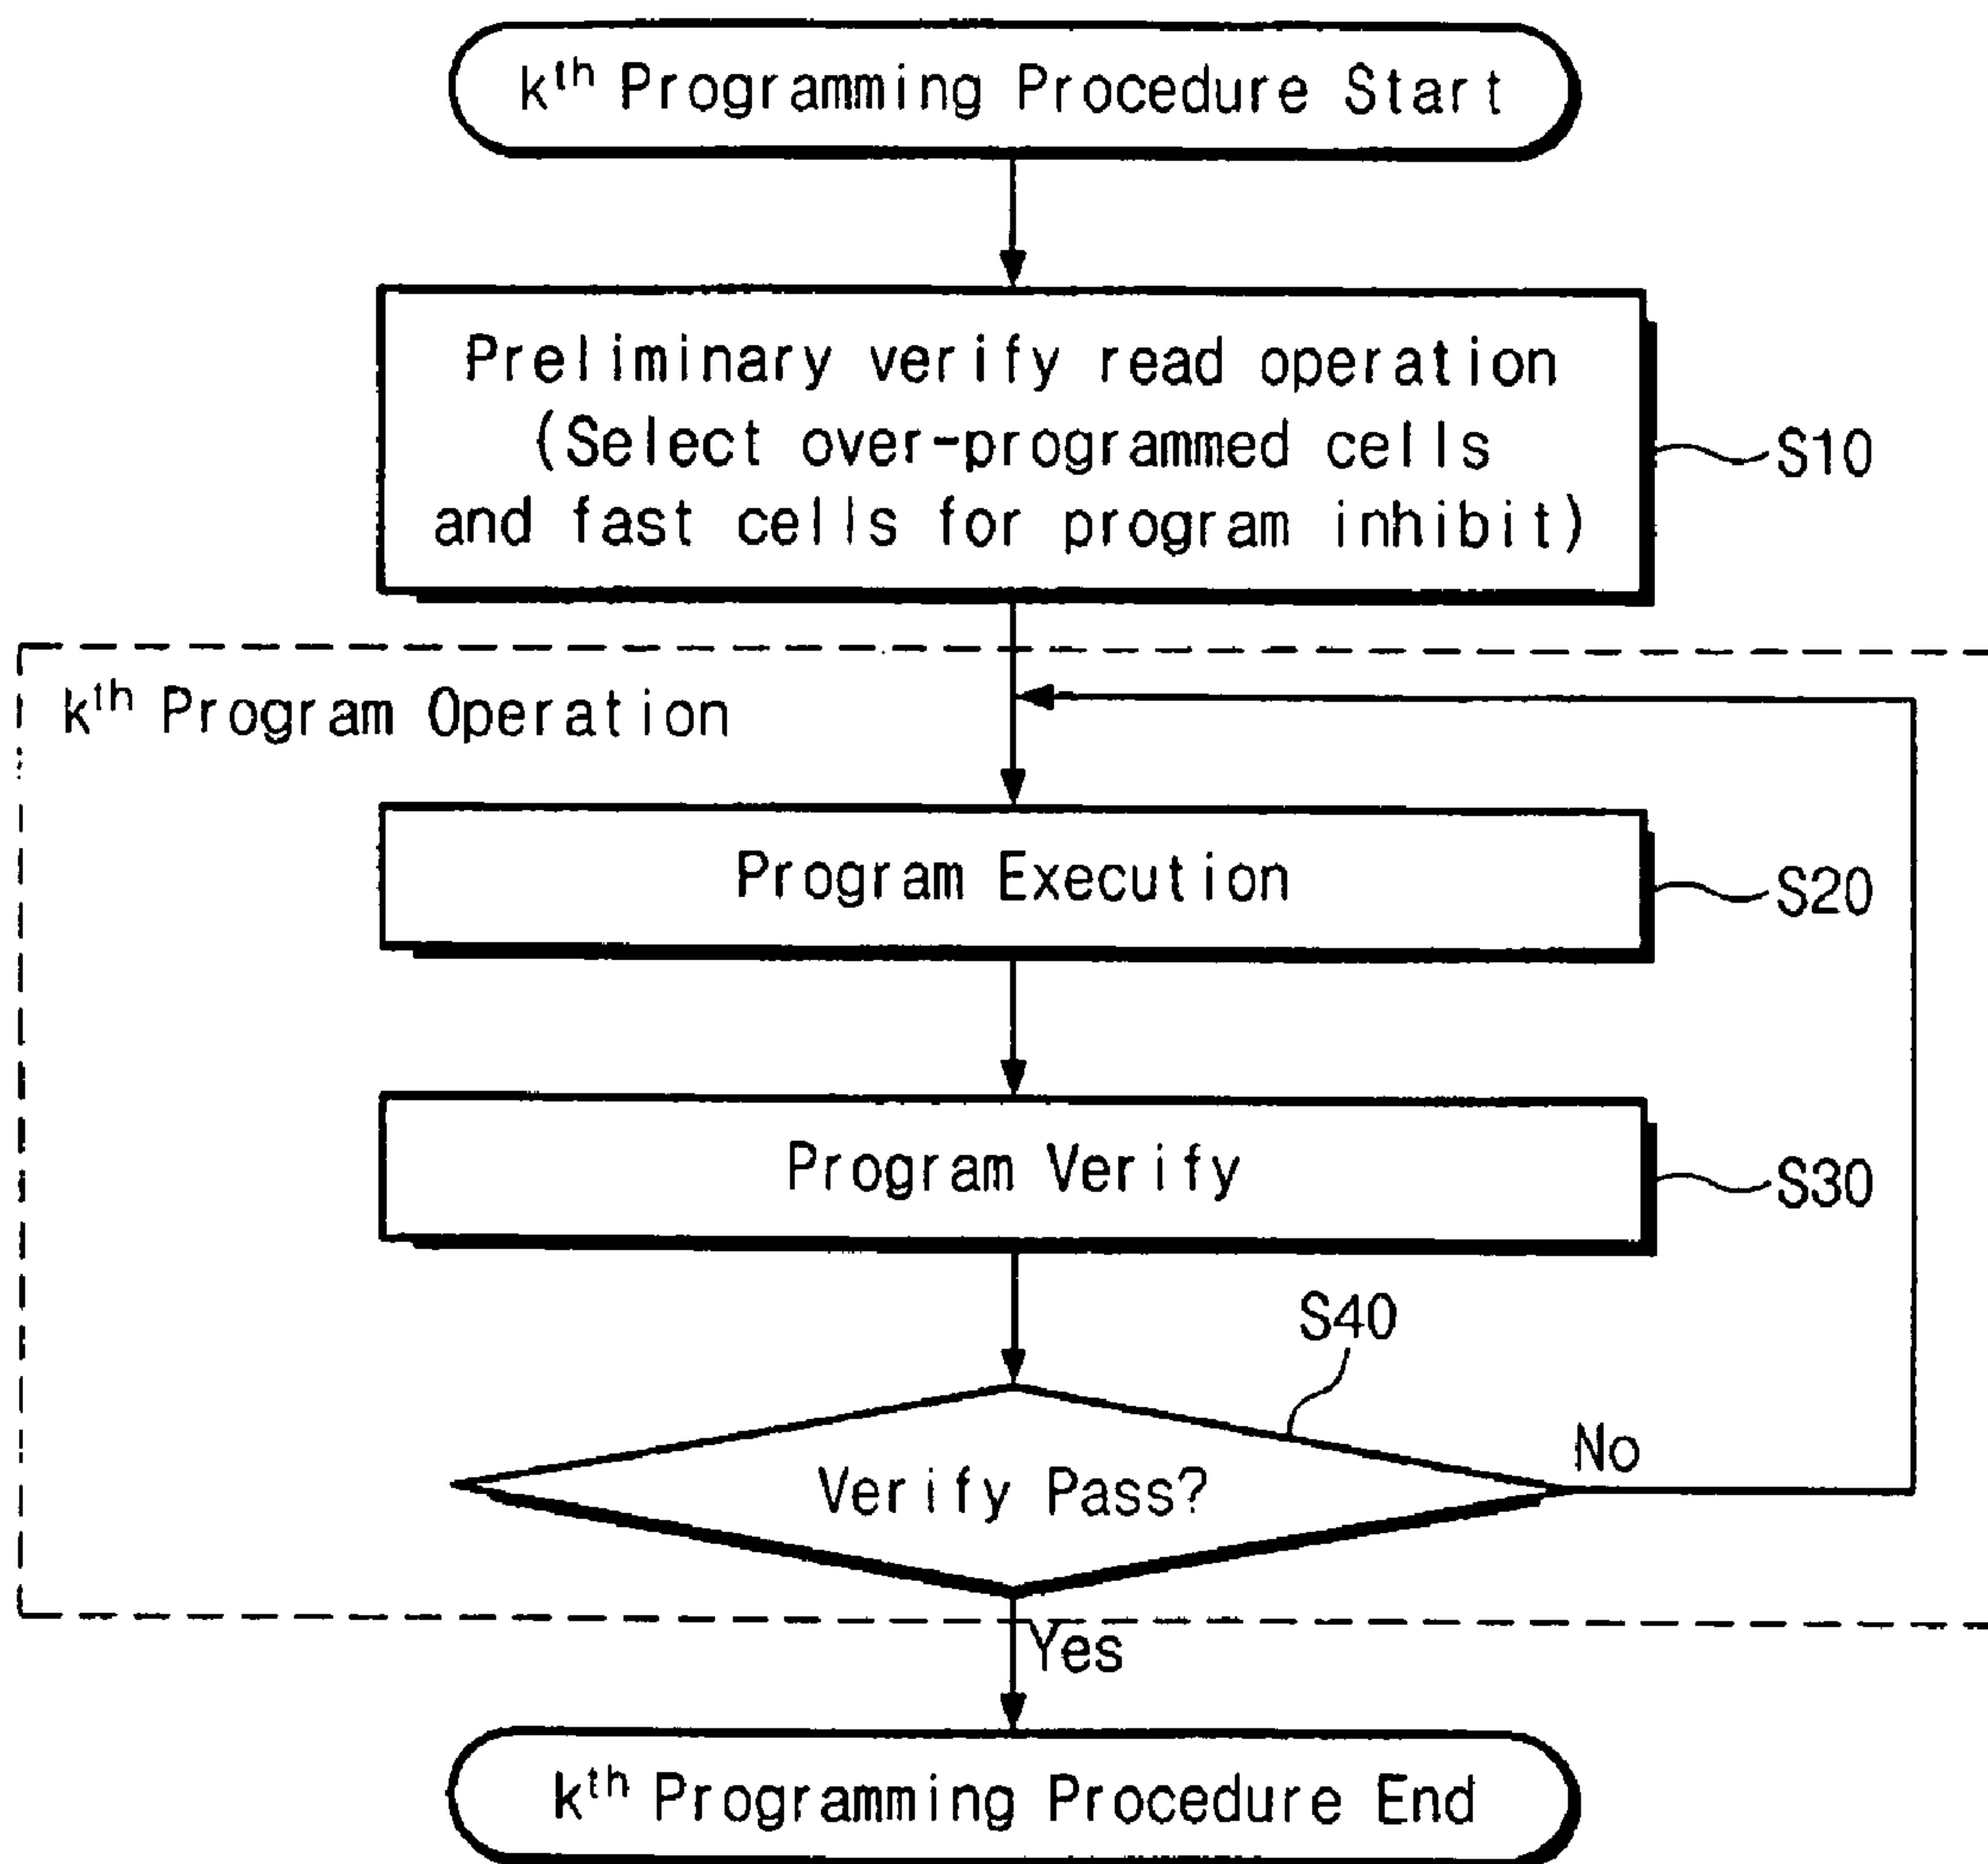 kth Programming Procedure Start
Preliminary verify read operation
(Select over-programmed cells
and fast cells for program inhibit)
S10
kth Program Operation
Program Execution
S20
Program Verify
S30
S40
Verify Pass?
No
Yes
kth Programming Procedure End